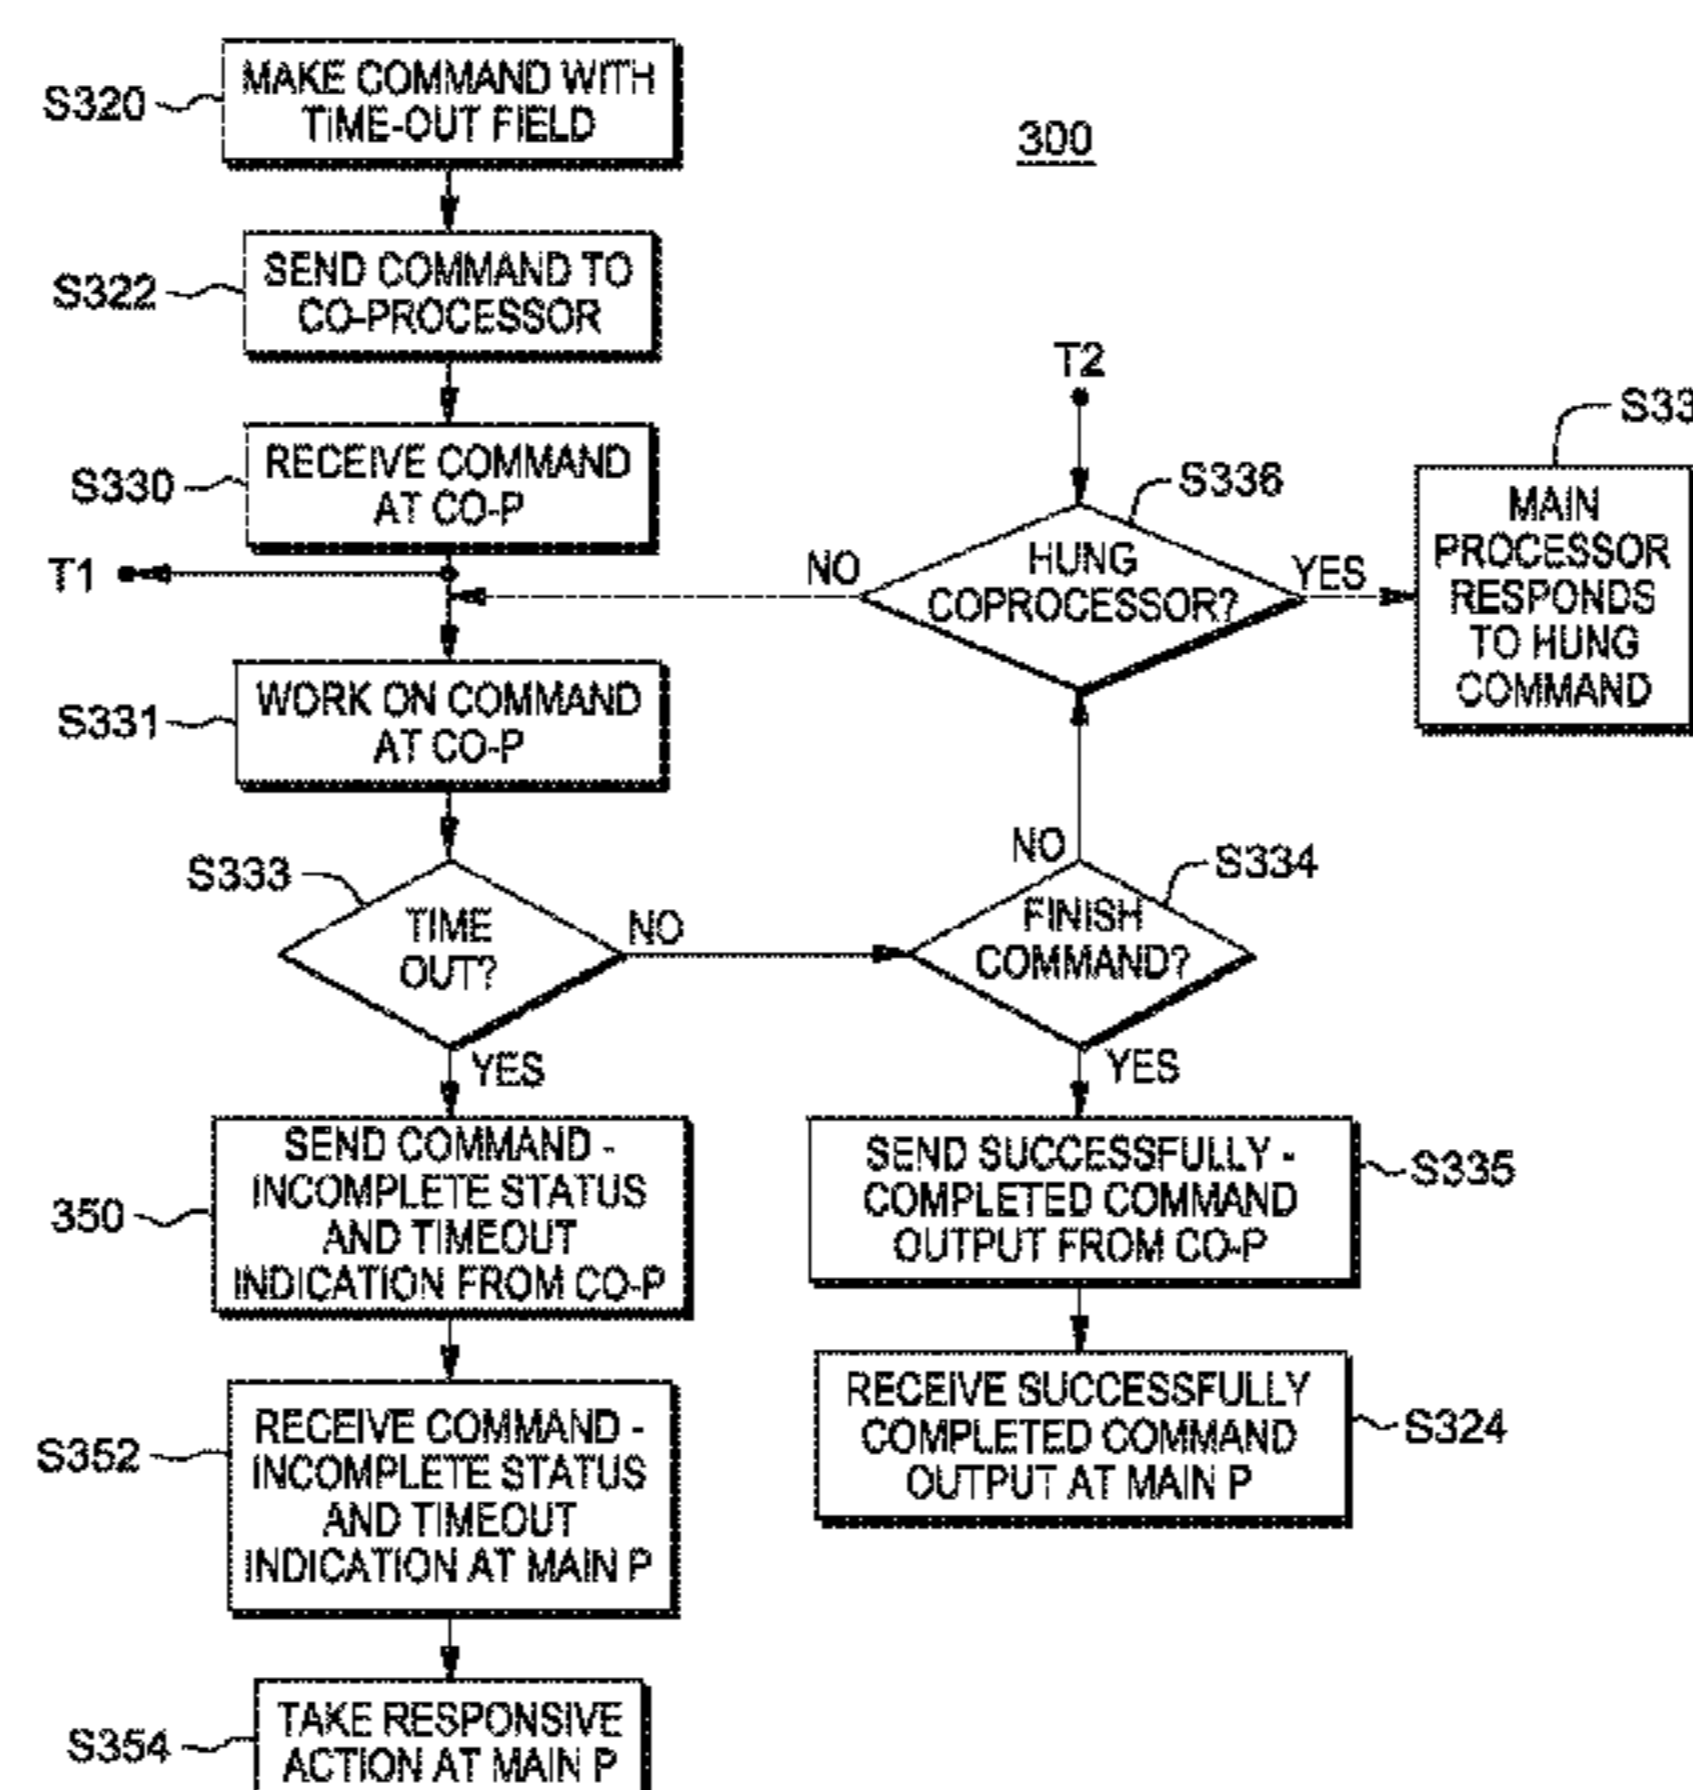 S320
MAKE COMMAND WITH
TIME-OUT FIELD
300
S322
SEND COMMAND TO
CO-PROCESSOR
S330
RECEIVE COMMAND
AT CO-P
T1
T2
S336
HUNG
COPROCESSOR?
NO
YES
S33
MAIN
PROCESSOR
RESPONDS
TO HUNG
COMMAND
S331
WORK ON COMMAND
AT CO-P
S333
TIME
OUT?
NO
YES
S334
FINISH
COMMAND?
NO
YES
350
SEND COMMAND -
INCOMPLETE STATUS
AND TIMEOUT
INDICATION FROM CO-P
SEND SUCCESSFULLY -
COMPLETED COMMAND
OUTPUT FROM CO-P
S335
S352
RECEIVE COMMAND -
INCOMPLETE STATUS
AND TIMEOUT
INDICATION AT MAIN P
RECEIVE SUCCESSFULLY
COMPLETED COMMAND
OUTPUT AT MAIN P
S324
S354
TAKE RESPONSIVE
ACTION AT MAIN P